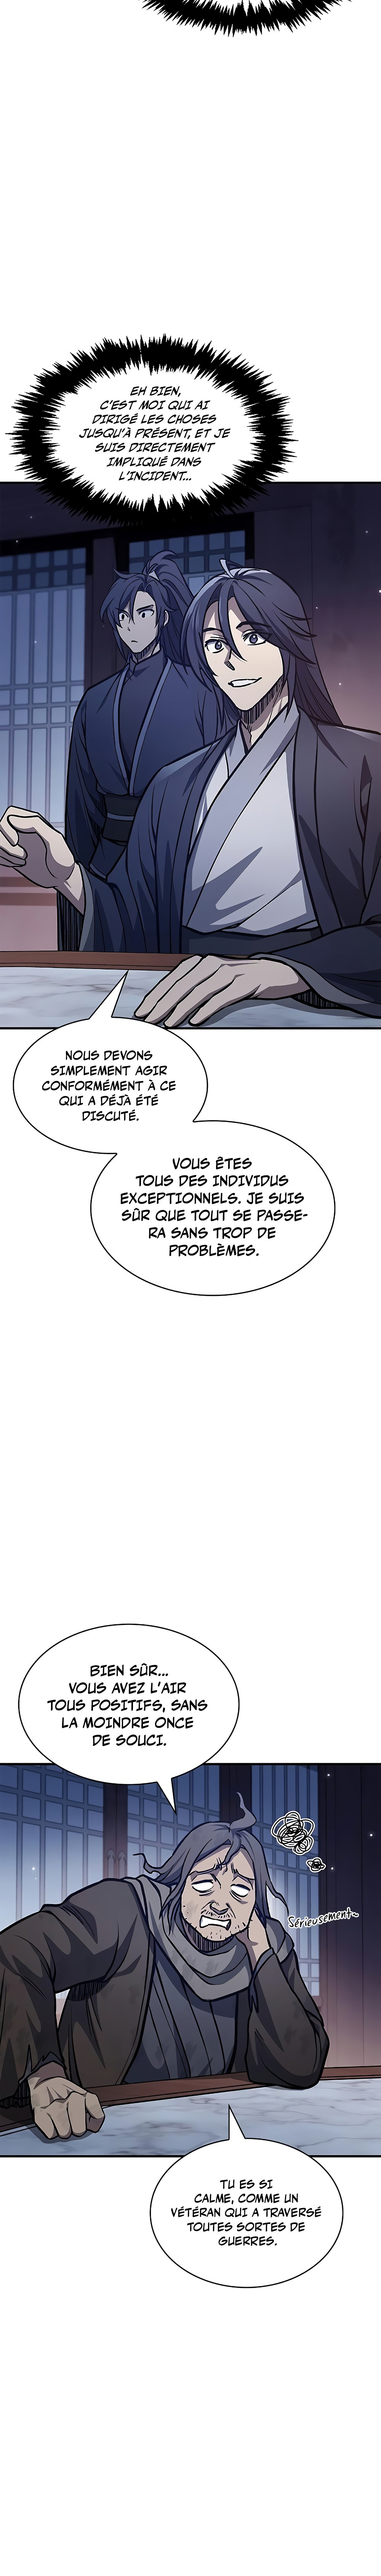 EH BIEN,
C'EST MOI QUI AI
DIRIGÉ LES CHOSES
JUSQU'À PRÉSENT, ET JE
SUIS DIRECTEMENT
IMPLIQUÉ DANS
L'INCIDENT...
NOUS DEVONS
SIMPLEMENT AGIR
CONFORMÉMENT À CE
QUI A DÉJÀ ÉTÉ
DISCUTÉ.
VOUS ÊTES
TOUS DES INDIVIDUS
EXCEPTIONNELS. JE SUIS
SÛR QUE TOUT SE PASSE-
RA SANS TROP DE
PROBLÈMES.
BIEN SÛR...
VOUS AVEZ L'AIR
TOUS POSITIFS, SANS
LA MOINDRE ONCE
DE SOUCI.
Sérieusement~
TU ES SI
CALME, COMME UN
VÉTÉRAN QUI A TRAVERSÉ
TOUTES SORTES DE
GUERRES.